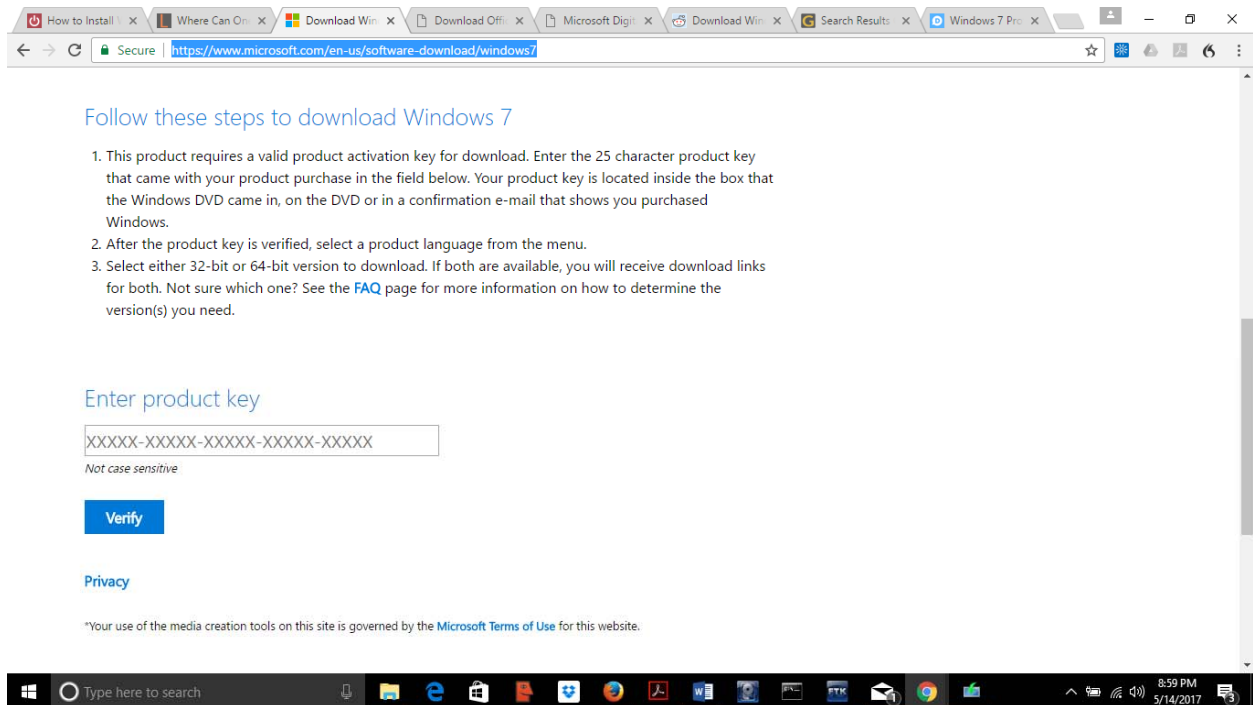 How to Install
Where Can On
Download Win
Download Offi
Microsoft Digit
Download Win
Search Results
Windows 7 Pro
Secure
https://www.microsoft.com/en-us/software-download/windows7
Follow these steps to download Windows 7
1. This product requires a valid product activation key for download. Enter the 25 character product key
that came with your product purchase in the field below. Your product key is located inside the box that
the Windows DVD came in, on the DVD or in a confirmation e-mail that shows you purchased
Windows.
2. After the product key is verified, select a product language from the menu.
3. Select either 32-bit or 64-bit version to download. If both are available, you will receive download links
for both. Not sure which one? See the FAQ page for more information on how to determine the
version(s) you need.
Enter product key
XXXXX-XXXXX-XXXXX-XXXXX-XXXXX
Not case sensitive
Verify
Privacy
*Your use of the media creation tools on this site is governed by the Microsoft Terms of Use for this website.
Type here to search
FTK
1
8:59 PM
5/14/2017
3